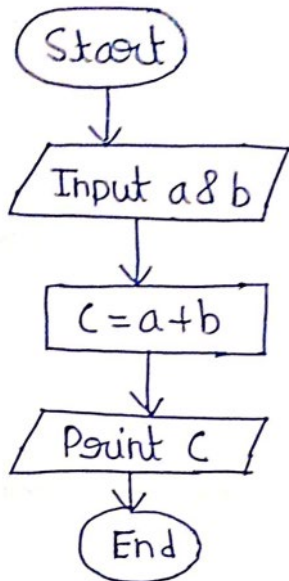 Start
Input a & b
C = a + b
Print C
End